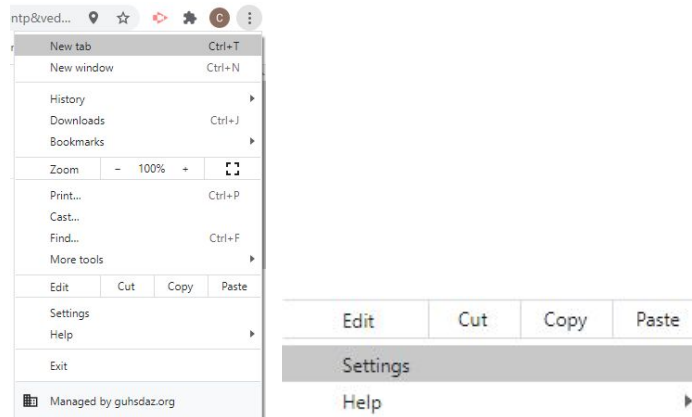 ntp&ved... C
New tab Ctrl+T
New window Ctrl+N
History
Downloads Ctrl+J
Bookmarks
Zoom - 100% +
Print... Ctrl+P
Cast...
Find... Ctrl+F
More tools
Edit Cut Copy Paste
Settings
Help
Exit
Managed by guhsdaz.org
Edit Cut Copy Paste
Settings
Help